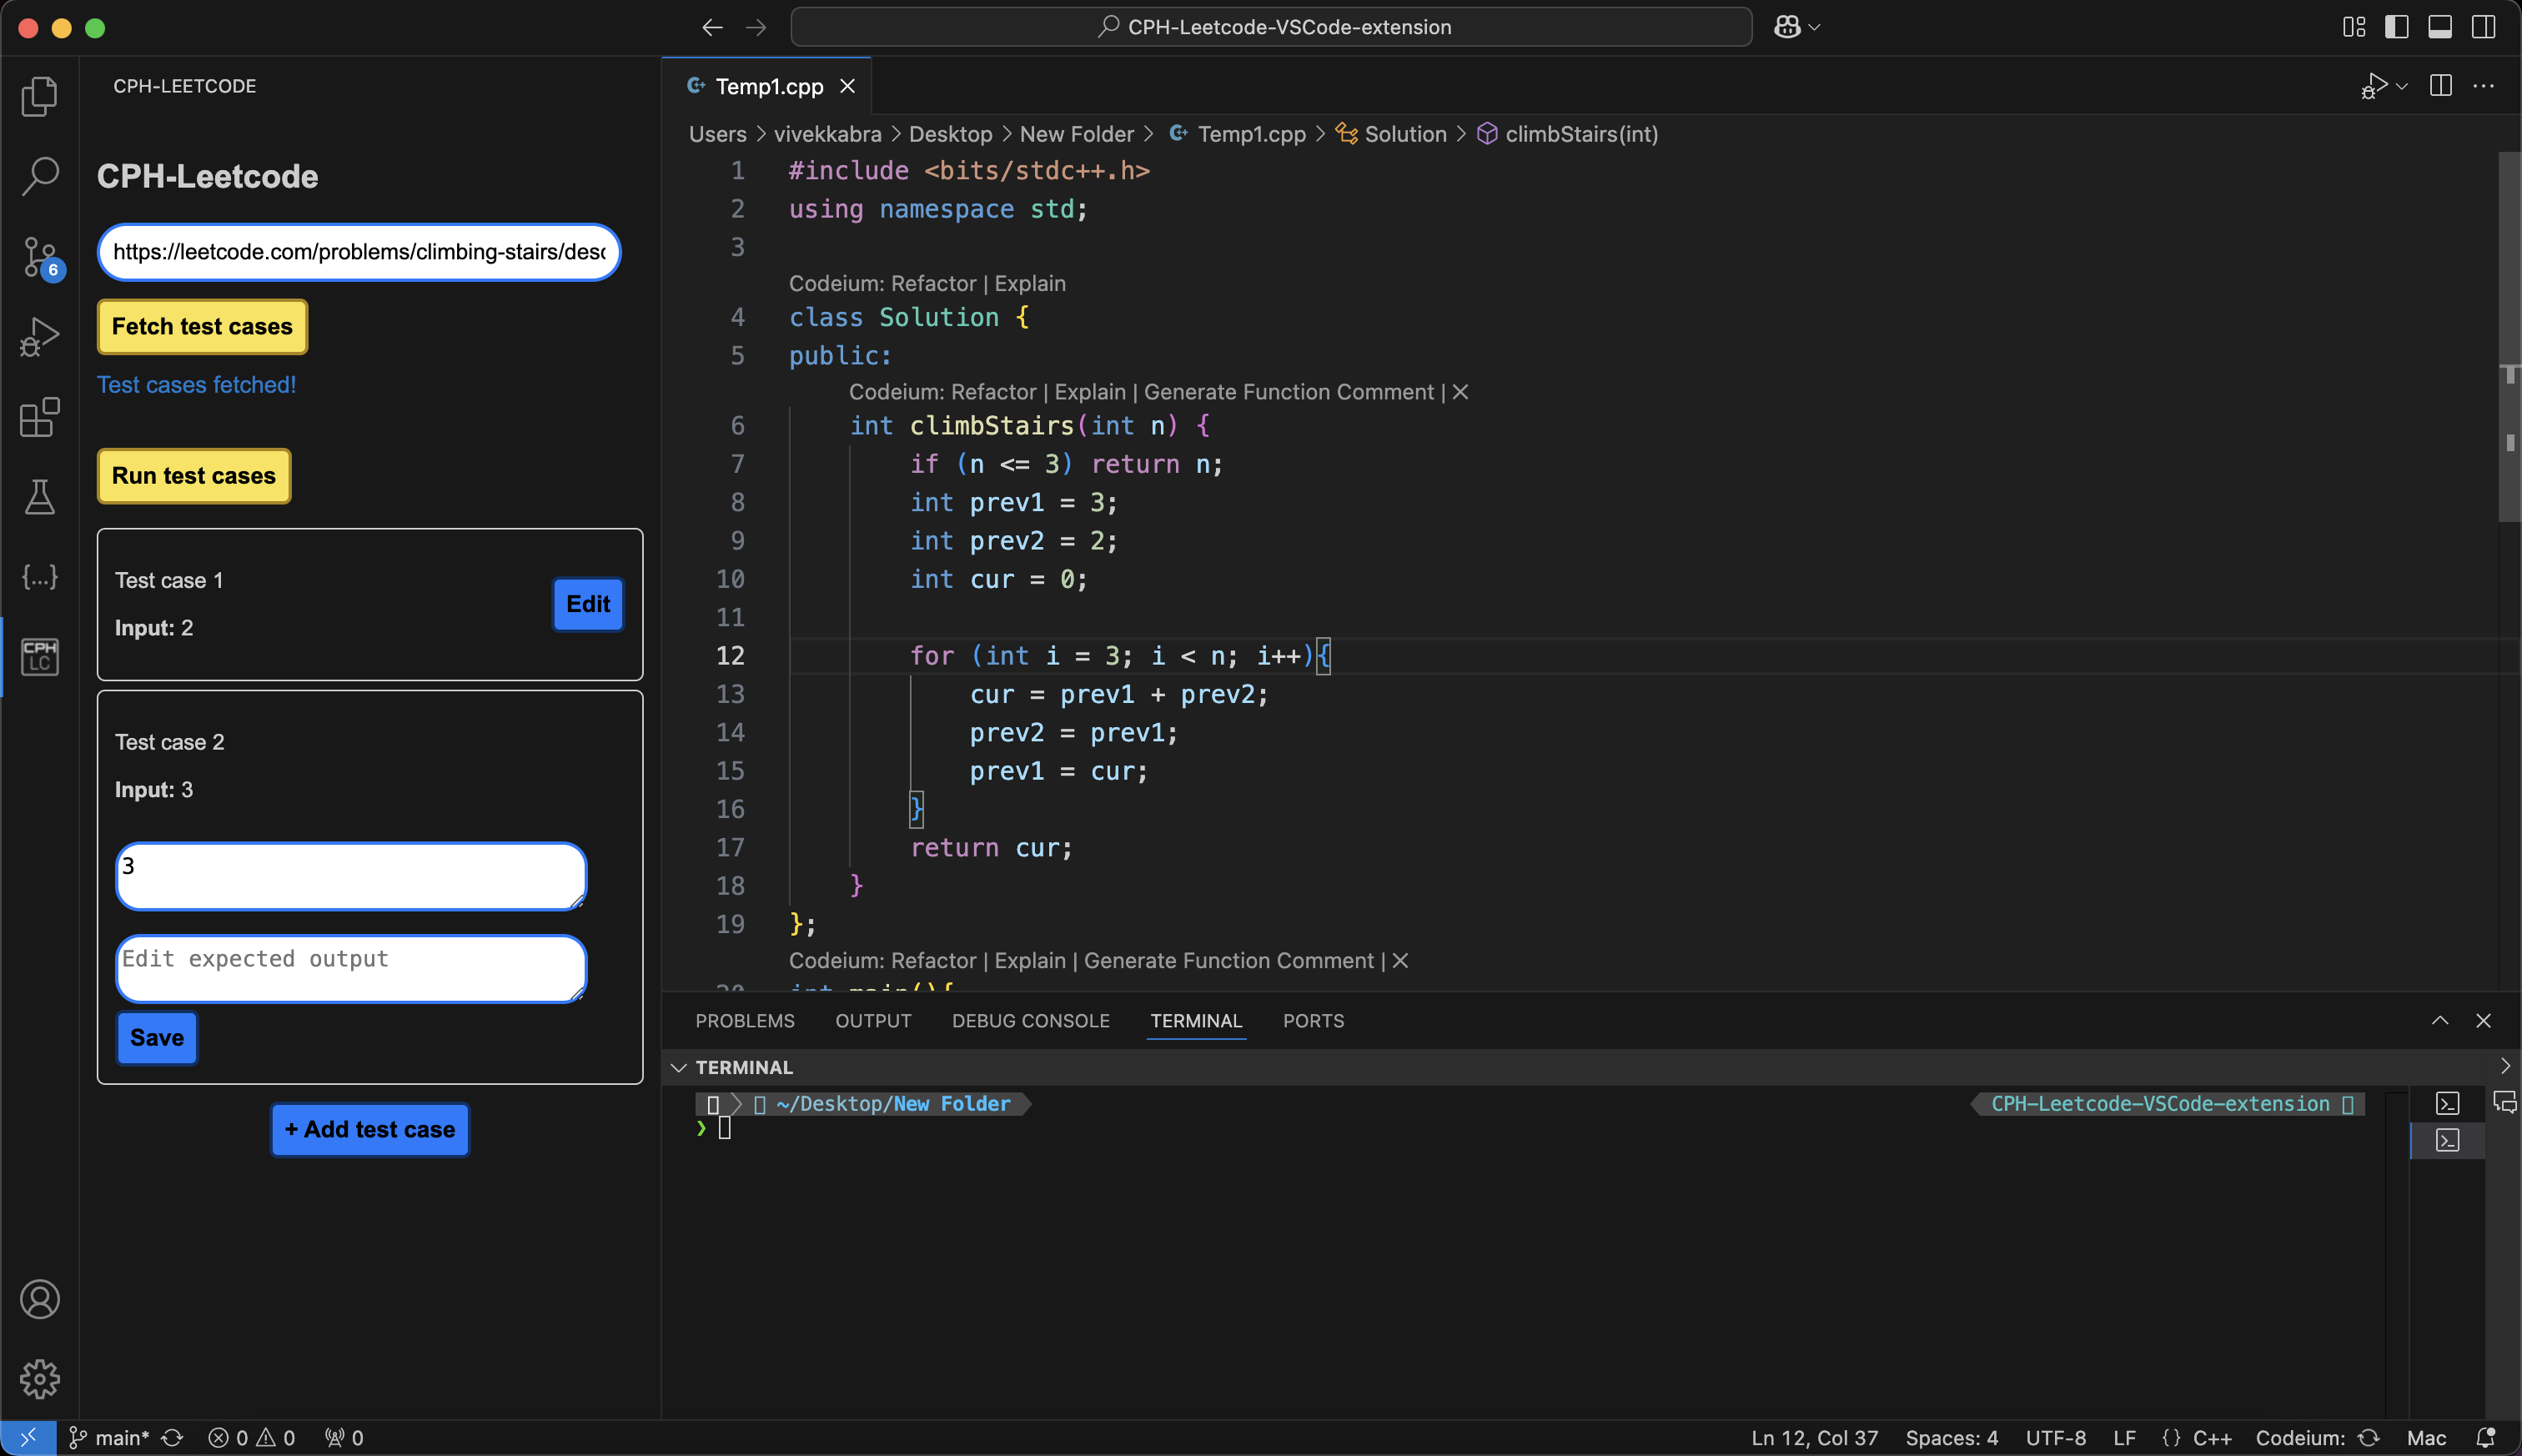 CPH-Leetcode-VSCode-extension
CPH-LEETCODE
CPH-Leetcode
https://leetcode.com/problems/climbing-stairs/desc
Fetch test cases
Test cases fetched!
Run test cases
Test case 1
Input: 2
Edit
Test case 2
Input: 3
3
Edit expected output
Save
+ Add test case
6
CPH
LC
Temp1.cpp
Users > vivekkabra > Desktop > New Folder > Temp1.cpp > Solution > climbStairs(int)
1 #include <bits/stdc++.h>
2 using namespace std;
3
Codeium: Refactor | Explain
4 class Solution {
5 public:
Codeium: Refactor | Explain | Generate Function Comment | ×
6 int climbStairs(int n) {
7 if (n <= 3) return n;
8 int prev1 = 3;
9 int prev2 = 2;
10 int cur = 0;
11
12 for (int i = 3; i < n; i++){
13 cur = prev1 + prev2;
14 prev2 = prev1;
15 prev1 = cur;
16 }
17 return cur;
18 }
19 };
Codeium: Refactor | Explain | Generate Function Comment | ×
20 int main(){
PROBLEMS OUTPUT DEBUG CONSOLE TERMINAL PORTS
TERMINAL
~/Desktop/New Folder
CPH-Leetcode-VSCode-extension
❯
main* 0 0 0
Ln 12, Col 37 Spaces: 4 UTF-8 LF {} C++ Codeium: Mac